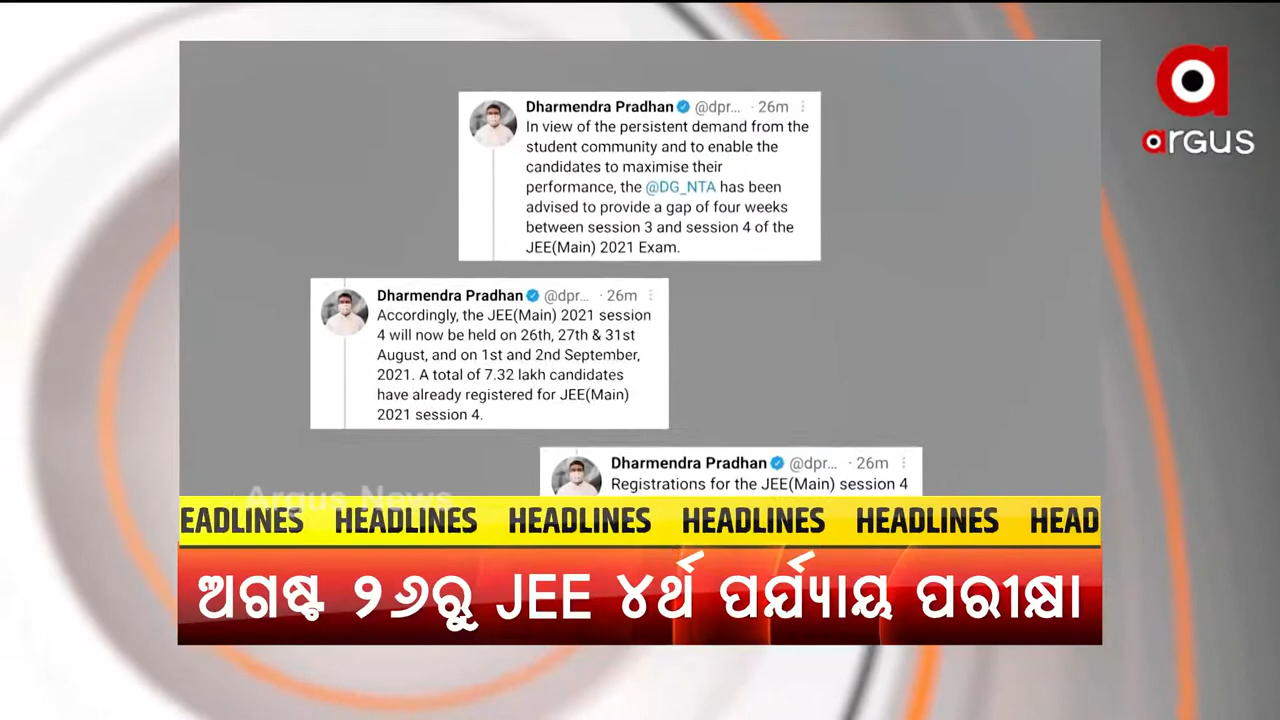 Dharmendra Pradhan @dpr... · 26m
In view of the persistent demand from the
student community and to enable the
candidates to maximise their
performance, the @DG_NTA has been
advised to provide a gap of four weeks
between session 3 and session 4 of the
JEE(Main) 2021 Exam.
argus
Dharmendra Pradhan @dpr... · 26m
Accordingly, the JEE(Main) 2021 session
4 will now be held on 26th, 27th & 31st
August, and on 1st and 2nd September,
2021. A total of 7.32 lakh candidates
have already registered for JEE(Main)
2021 session 4.
Dharmendra Pradhan @dpr... · 26m
Registrations for the JEE(Main) session 4
Argus News
EADLINES HEADLINES HEADLINES HEADLINES HEADLINES HEAD
ଅଗଷ୍ଟ ୨୬ରୁ JEE ୪ର୍ଥ ପର୍ଯ୍ୟାୟ ପରୀକ୍ଷା